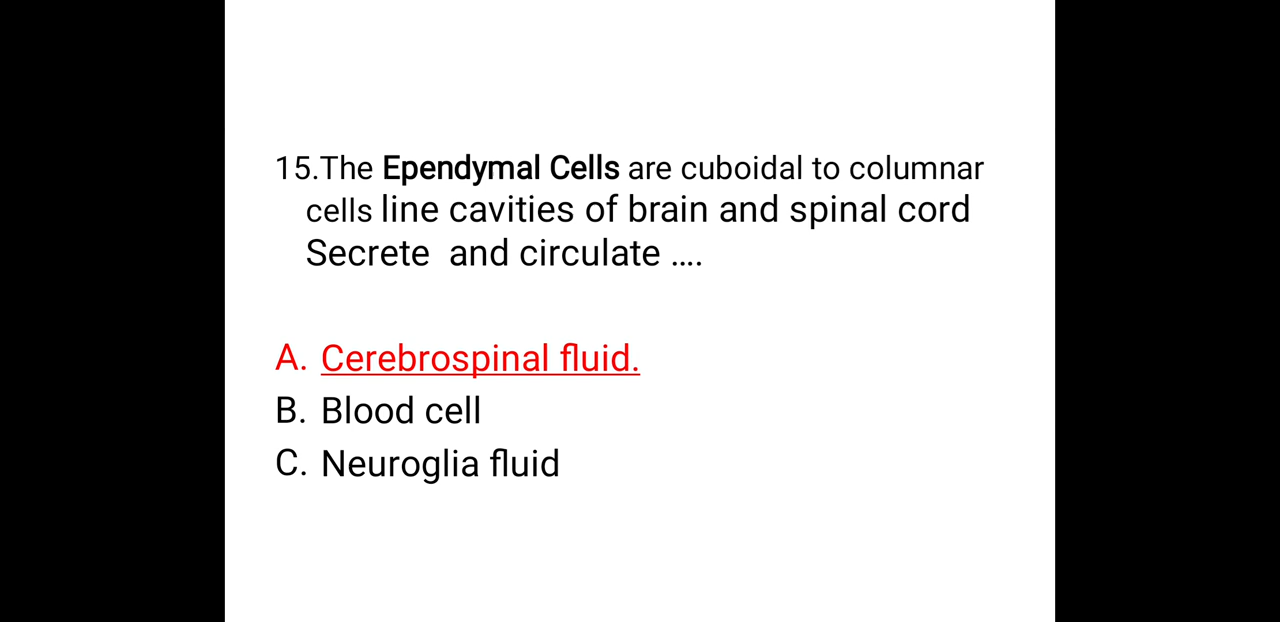 15.The Ependymal Cells are cuboidal to columnar
cells line cavities of brain and spinal cord
Secrete  and circulate ....
A. Cerebrospinal fluid.
B. Blood cell
C. Neuroglia fluid